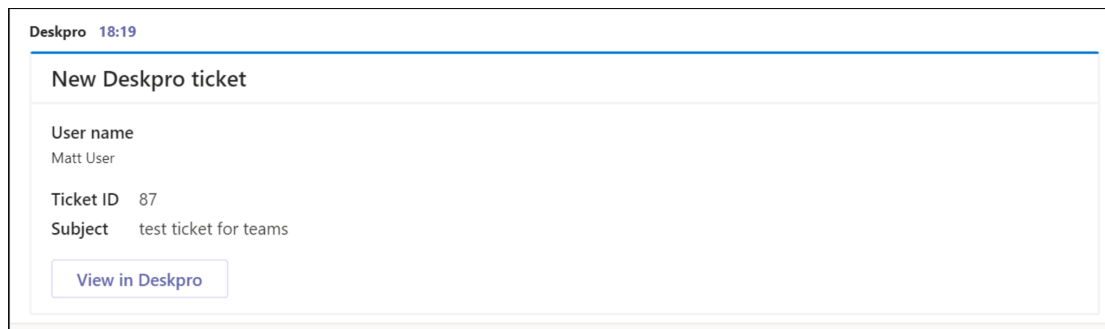 Deskpro 18:19
New Deskpro ticket
User name
Matt User
Ticket ID 87
Subject test ticket for teams
View in Deskpro